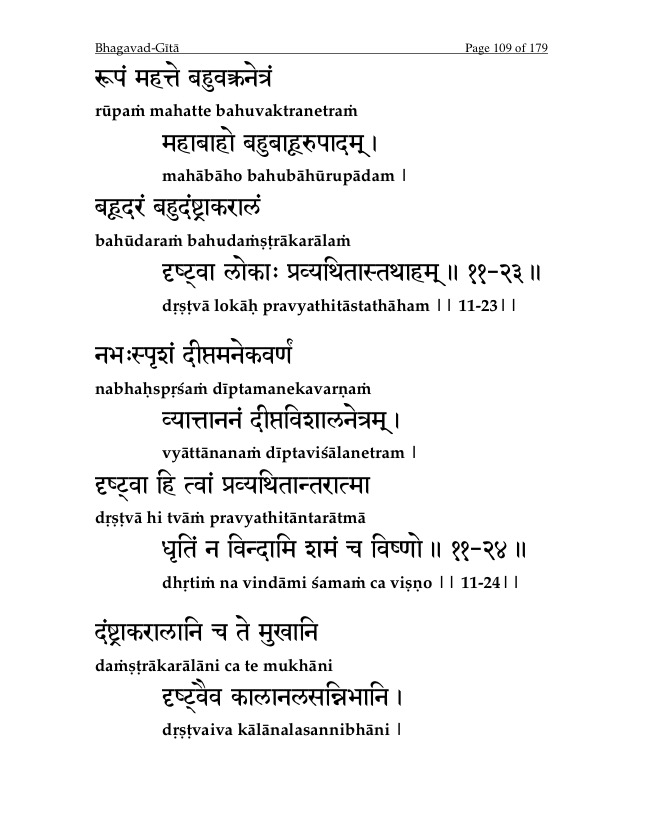 Bhagavad-Gītā Page 109 of 179
रूपं महत्ते बहुवक्त्रनेत्रं
rūpaṁ mahatte bahuvaktranetraṁ
महाबाहो बहुबाहूरुपादम् ।
mahābāho bahubāhūrupādam |
बहूदरं बहुदंष्ट्राकरालं
bahūdaraṁ bahudaṁṣṭrākarālaṁ
दृष्ट्वा लोकाः प्रव्यथितास्तथाहम् ॥ ११-२३ ॥
dṛṣṭvā lokāḥ pravyathitāstathāham || 11-23||
नभःस्पृशं दीप्तमनेकवर्णं
nabhaḥspṛśaṁ dīptamanekavarṇaṁ
व्यात्ताननं दीप्तविशालनेत्रम् ।
vyāttānanaṁ dīptaviśālanetram |
दृष्ट्वा हि त्वां प्रव्यथितान्तरात्मा
dṛṣṭvā hi tvāṁ pravyathitāntarātmā
धृतिं न विन्दामि शमं च विष्णो ॥ ११-२४ ॥
dhṛtiṁ na vindāmi śamaṁ ca viṣṇo || 11-24||
दंष्ट्राकरालानि च ते मुखानि
daṁṣṭrākarālāni ca te mukhāni
दृष्ट्वैव कालानलसन्निभानि ।
dṛṣṭvaiva kālānalasannibhāni |